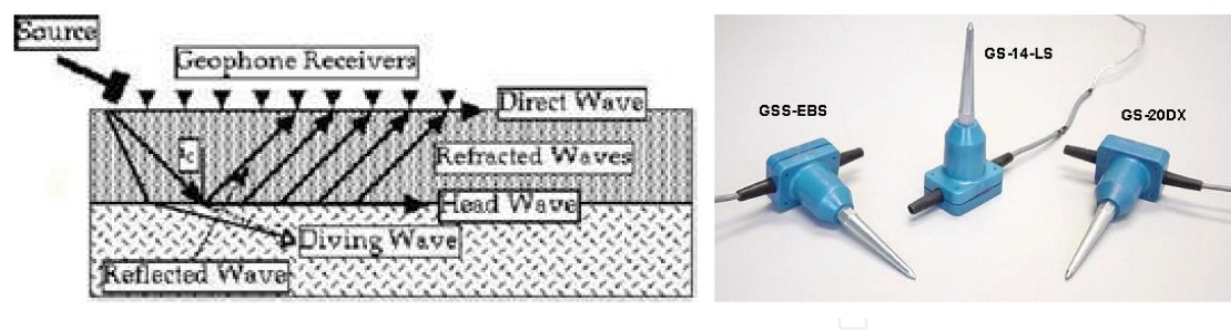 Source
Geophone Receivers
Direct Wave
ic
Refracted Waves
Head Wave
Diving Wave
Reflected Wave
GS-14-LS
GSS-EBS
GS-20DX